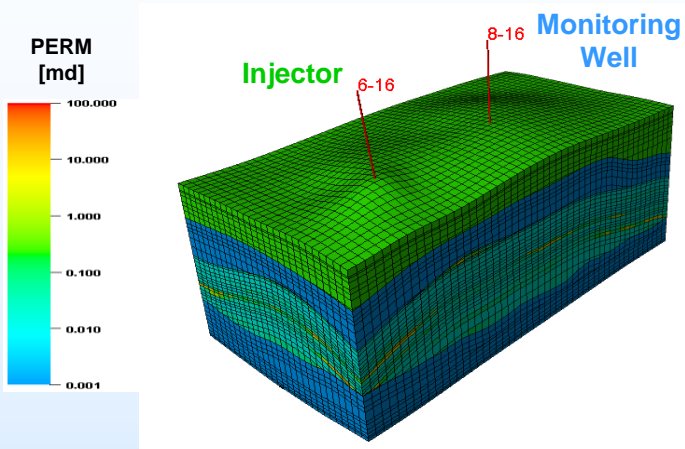 PERM
[md]
100.000
10.000
1.000
0.100
0.010
0.001
Injector
6-16
8-16
Monitoring
Well